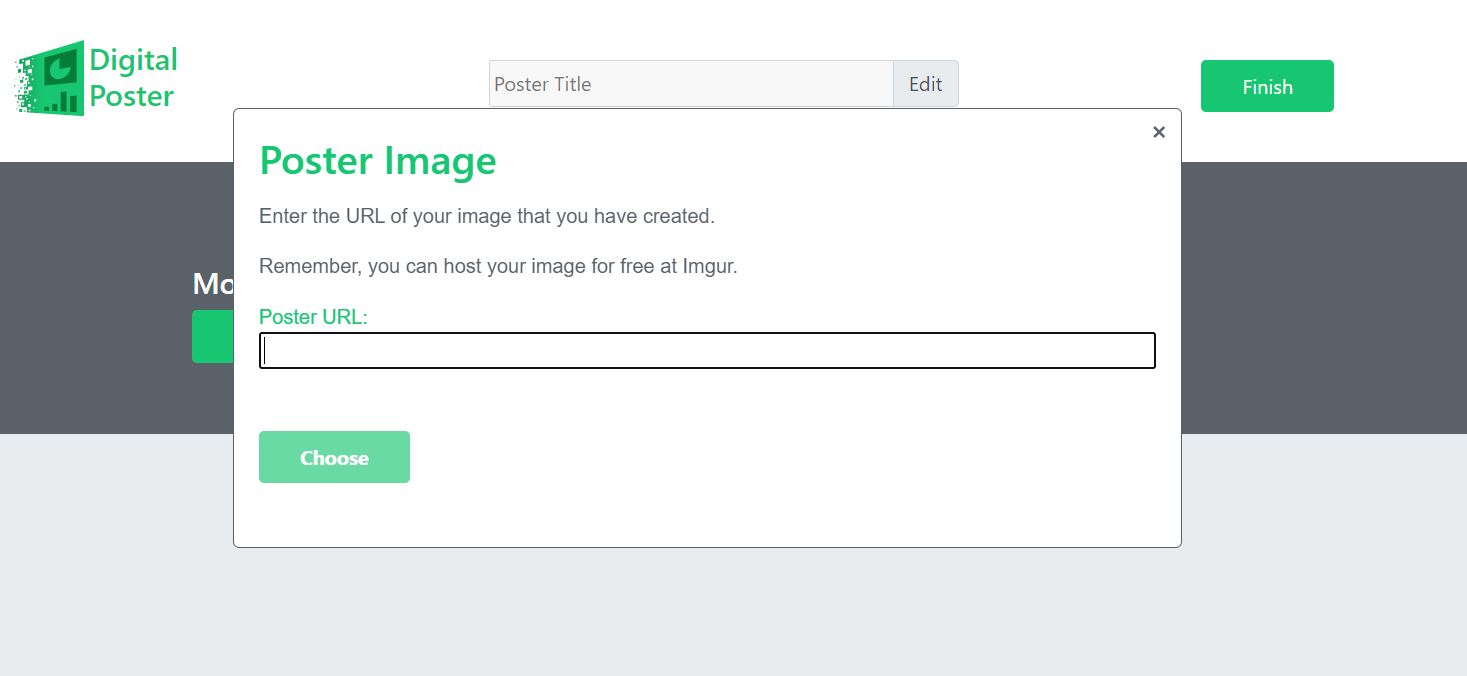 Digital
Poster
Poster Title
Edit
Finish
×
Poster Image
Enter the URL of your image that you have created.
Remember, you can host your image for free at Imgur.
Poster URL:
Choose